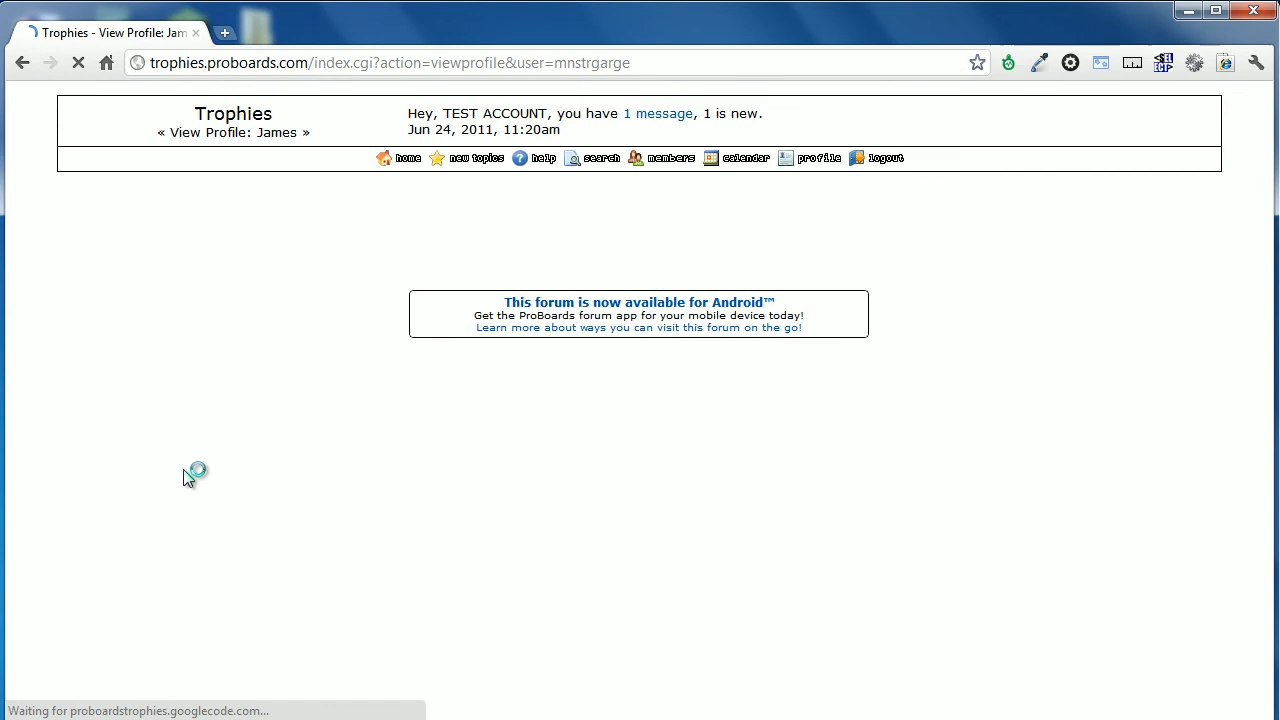 Trophies - View Profile: Jam
trophies.proboards.com/index.cgi?action=viewprofile&user=mnstrgarge
Trophies
« View Profile: James »
Hey, TEST ACCOUNT, you have 1 message, 1 is new.
Jun 24, 2011, 11:20am
home new topics help search members calendar profile logout
This forum is now available for Android™
Get the ProBoards forum app for your mobile device today!
Learn more about ways you can visit this forum on the go!
Waiting for proboardstrophies.googlecode.com...